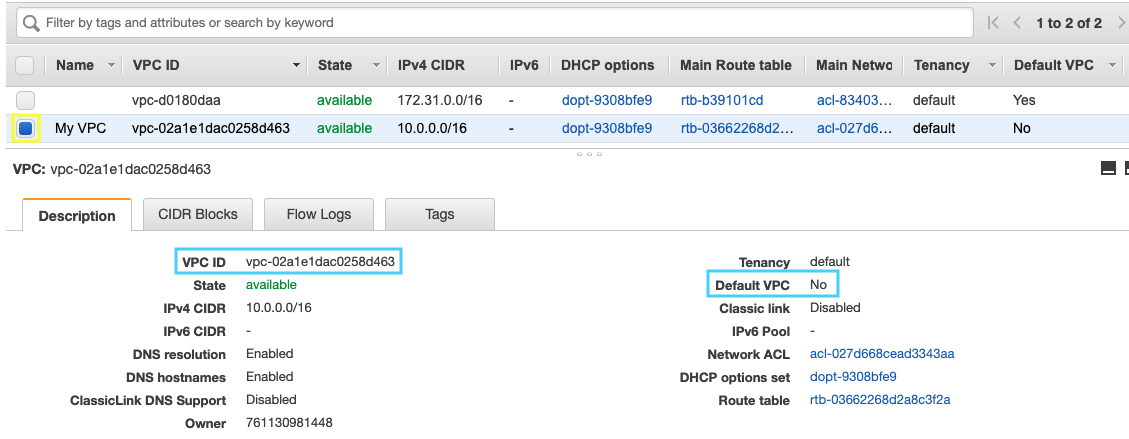 Filter by tags and attributes or search by keyword 1 to 2 of 2
Name VPC ID State IPv4 CIDR IPv6 DHCP options Main Route table Main Netwo Tenancy Default VPC
vpc-d0180daa available 172.31.0.0/16 - dopt-9308bfe9 rtb-b39101cd acl-83403... default Yes
My VPC vpc-02a1e1dac0258d463 available 10.0.0.0/16 - dopt-9308bfe9 rtb-03662268d2... acl-027d6... default No
VPC: vpc-02a1e1dac0258d463
Description CIDR Blocks Flow Logs Tags
VPC ID vpc-02a1e1dac0258d463 Tenancy default
State available Default VPC No
IPv4 CIDR 10.0.0.0/16 Classic link Disabled
IPv6 CIDR - IPv6 Pool -
DNS resolution Enabled Network ACL acl-027d668cead3343aa
DNS hostnames Enabled DHCP options set dopt-9308bfe9
ClassicLink DNS Support Disabled Route table rtb-03662268d2a8c3f2a
Owner 761130981448